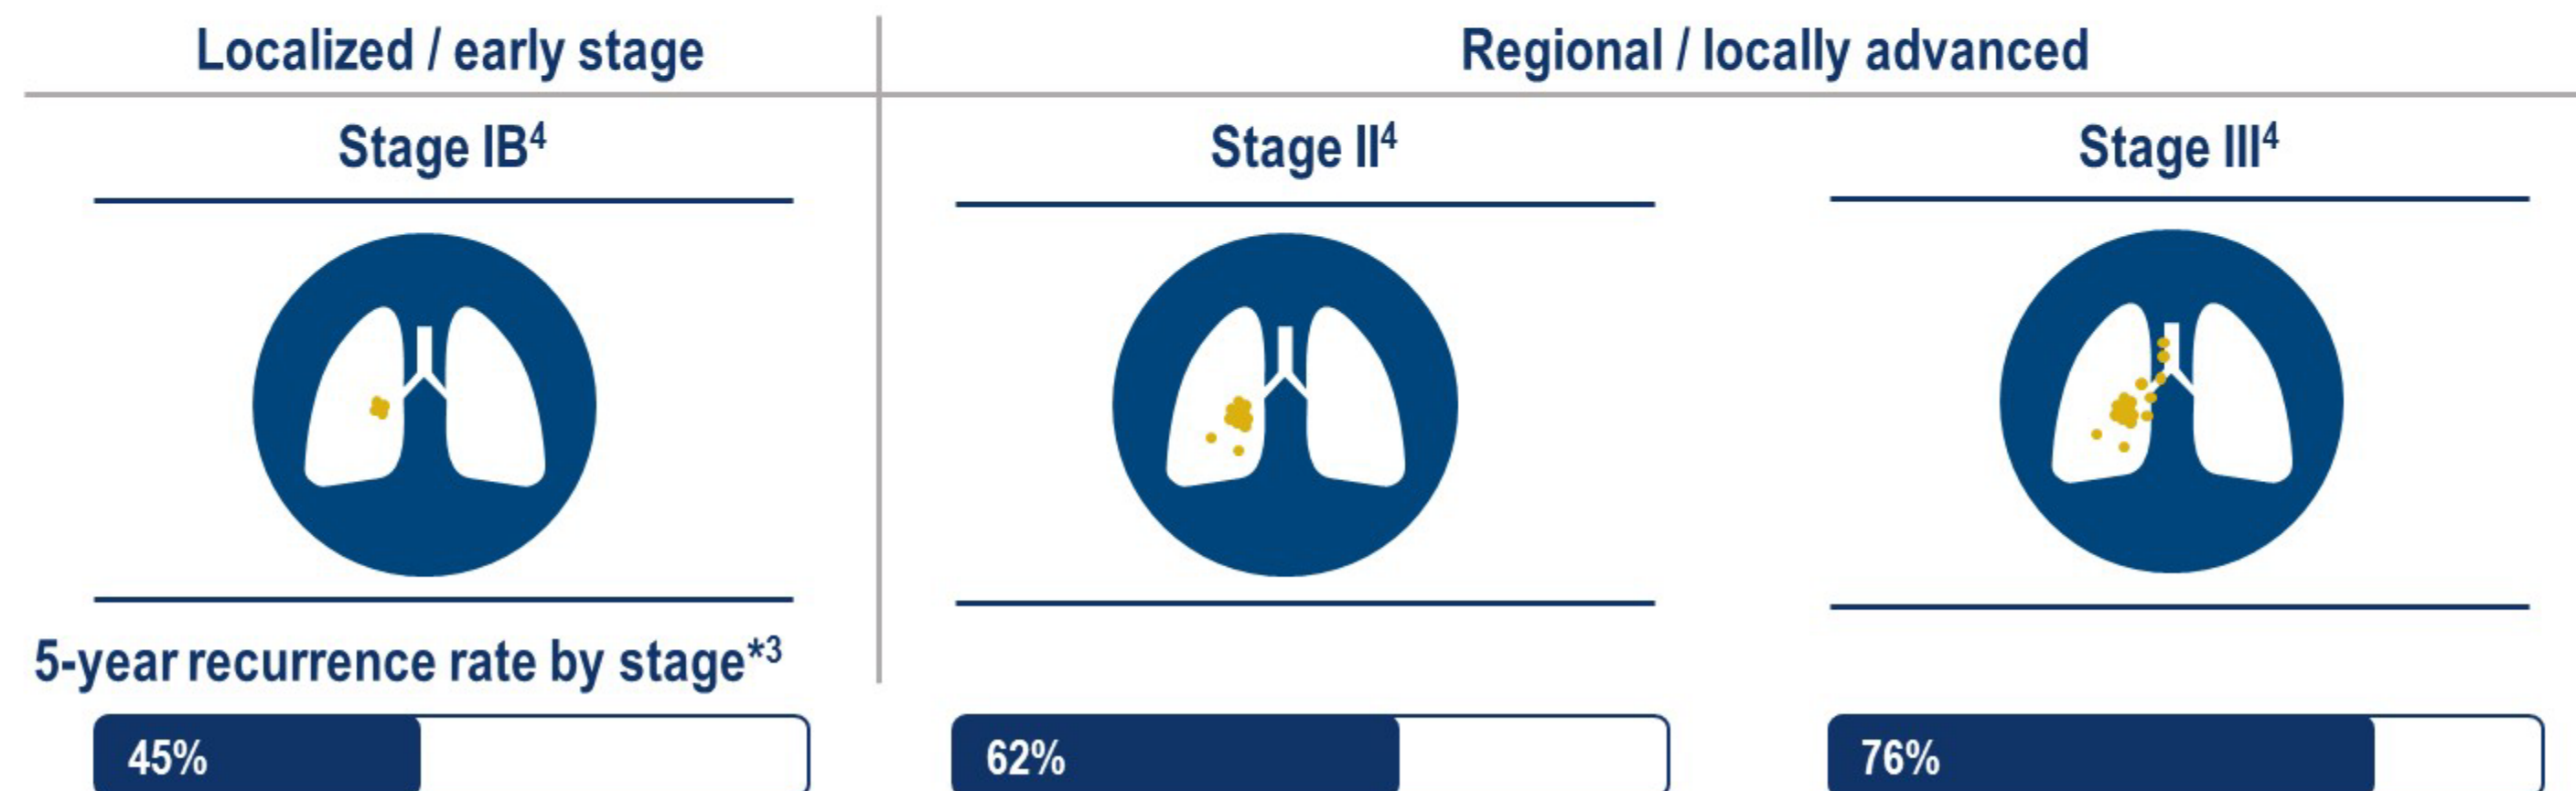 Localized / early stage
Regional / locally advanced
Stage IB⁴
Stage II⁴
Stage III⁴
5-year recurrence rate by stage*³
45%
62%
76%